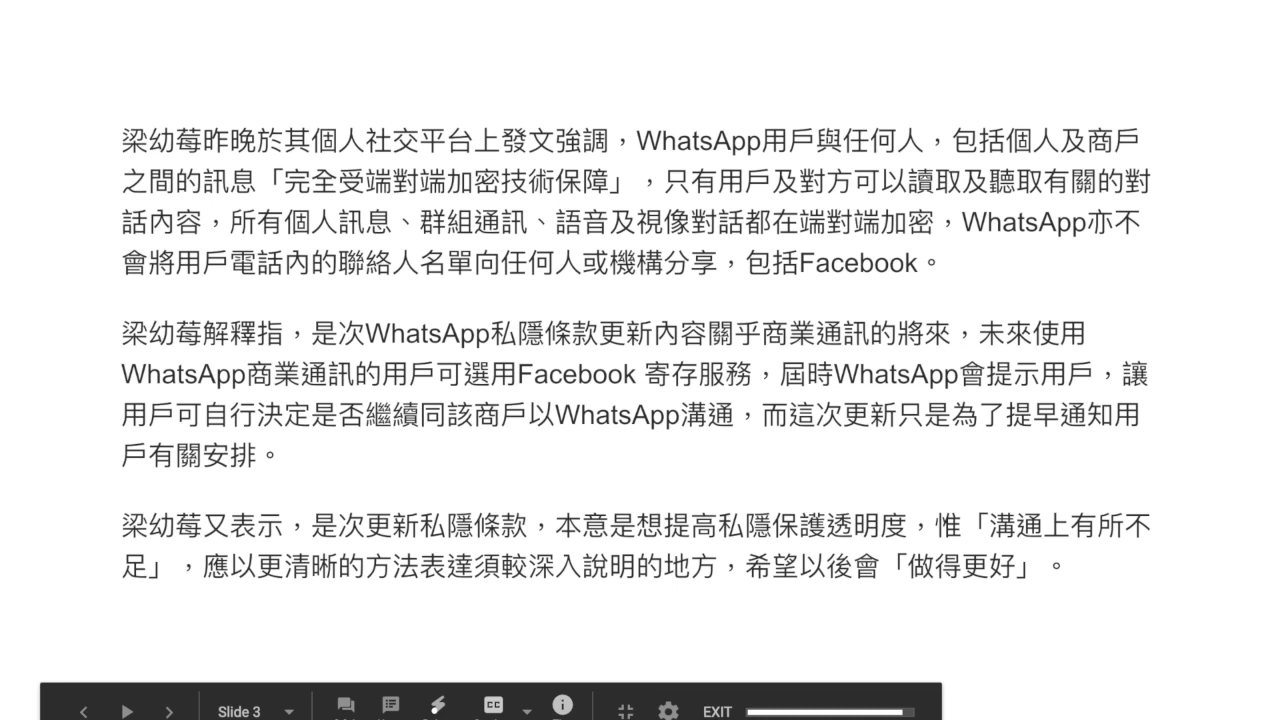 梁幼莓昨晚於其個人社交平台上發文強調，WhatsApp用戶與任何人，包括個人及商戶
之間的訊息「完全受端對端加密技術保障」，只有用戶及對方可以讀取及聽取有關的對
話內容，所有個人訊息、群組通訊、語音及視像對話都在端對端加密，WhatsApp亦不
會將用戶電話內的聯絡人名單向任何人或機構分享，包括Facebook。
梁幼莓解釋指，是次WhatsApp私隱條款更新內容關乎商業通訊的將來，未來使用
WhatsApp商業通訊的用戶可選用Facebook 寄存服務，屆時WhatsApp會提示用戶，讓
用戶可自行決定是否繼續同該商戶以WhatsApp溝通，而這次更新只是為了提早通知用
戶有關安排。
梁幼莓又表示，是次更新私隱條款，本意是想提高私隱保護透明度，惟「溝通上有所不
足」，應以更清晰的方法表達須較深入說明的地方，希望以後會「做得更好」。
Slide 3 CC EXIT